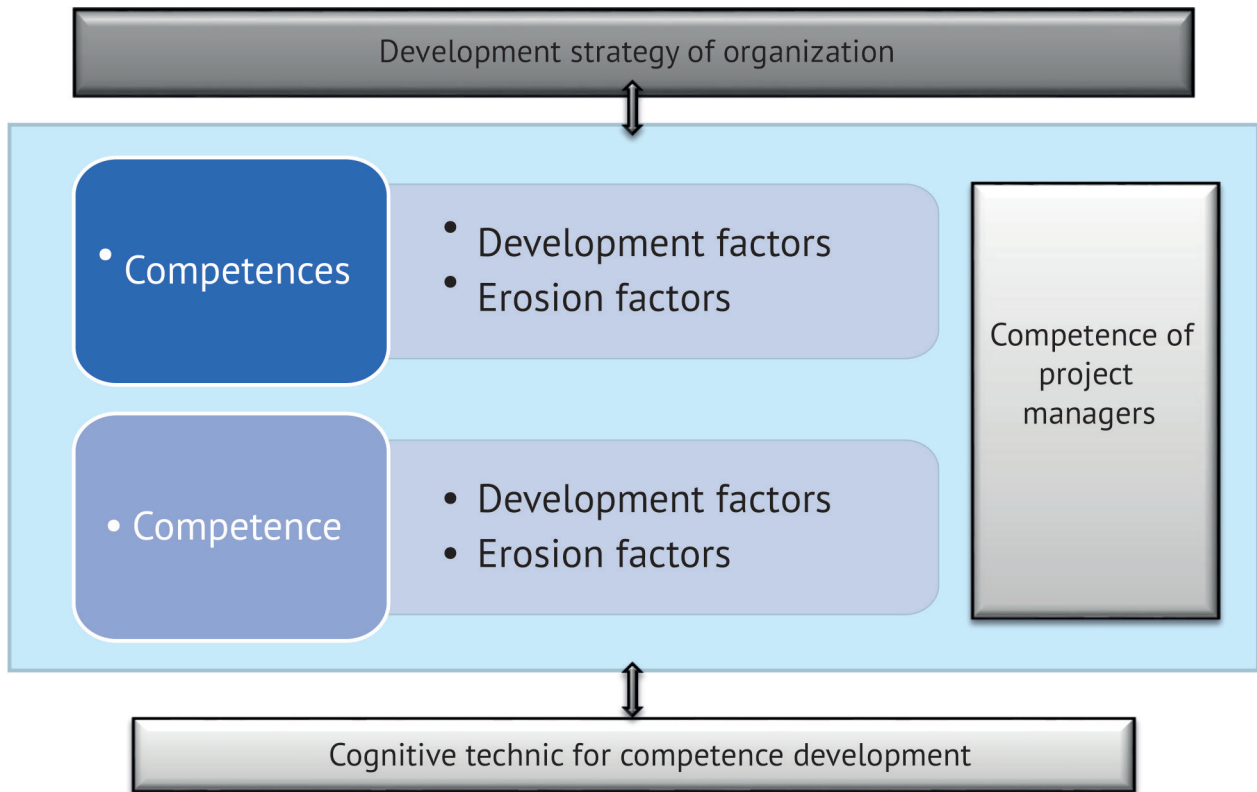 Development strategy of organization
• Competences
• Development factors
• Erosion factors
Competence of
project
managers
• Competence
• Development factors
• Erosion factors
Cognitive technic for competence development